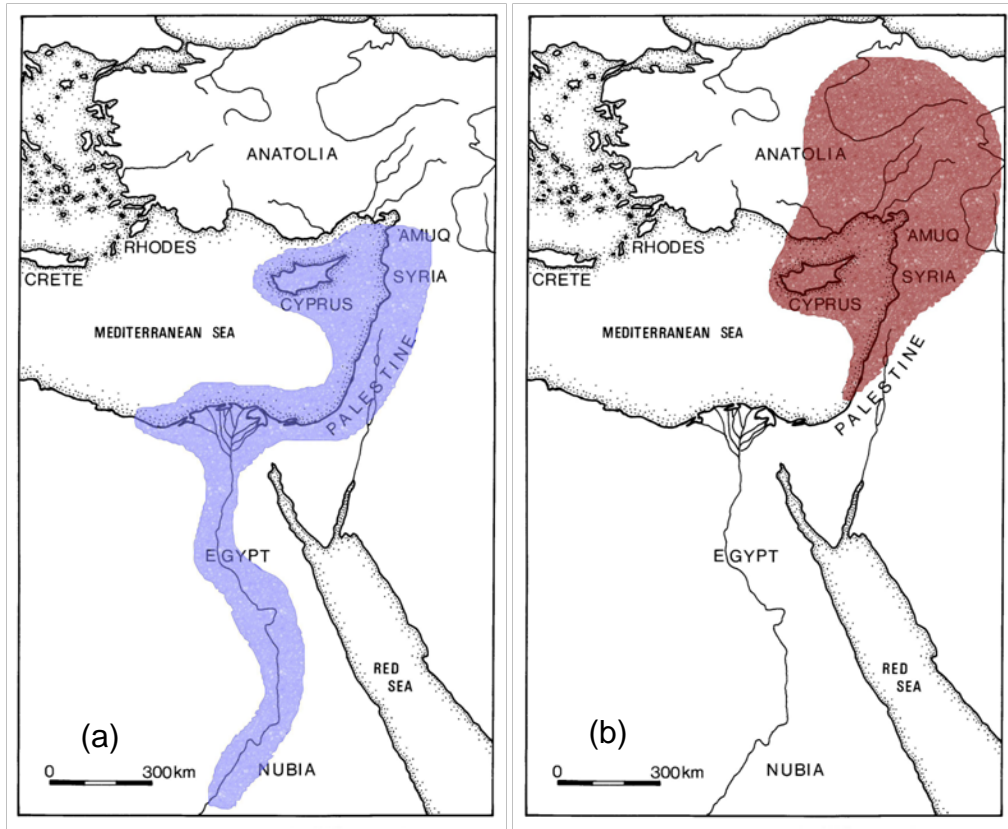 ANATOLIA
AMUQ
RHODES
SYRIA
CRETE
CYPRUS
MEDITERRANEAN SEA
PALESTINE
EGYPT
RED
SEA
(a)
0 300km
NUBIA
ANATOLIA
AMUQ
RHODES
SYRIA
CRETE
CYPRUS
MEDITERRANEAN SEA
PALESTINE
EGYPT
RED
SEA
(b)
0 300km
NUBIA